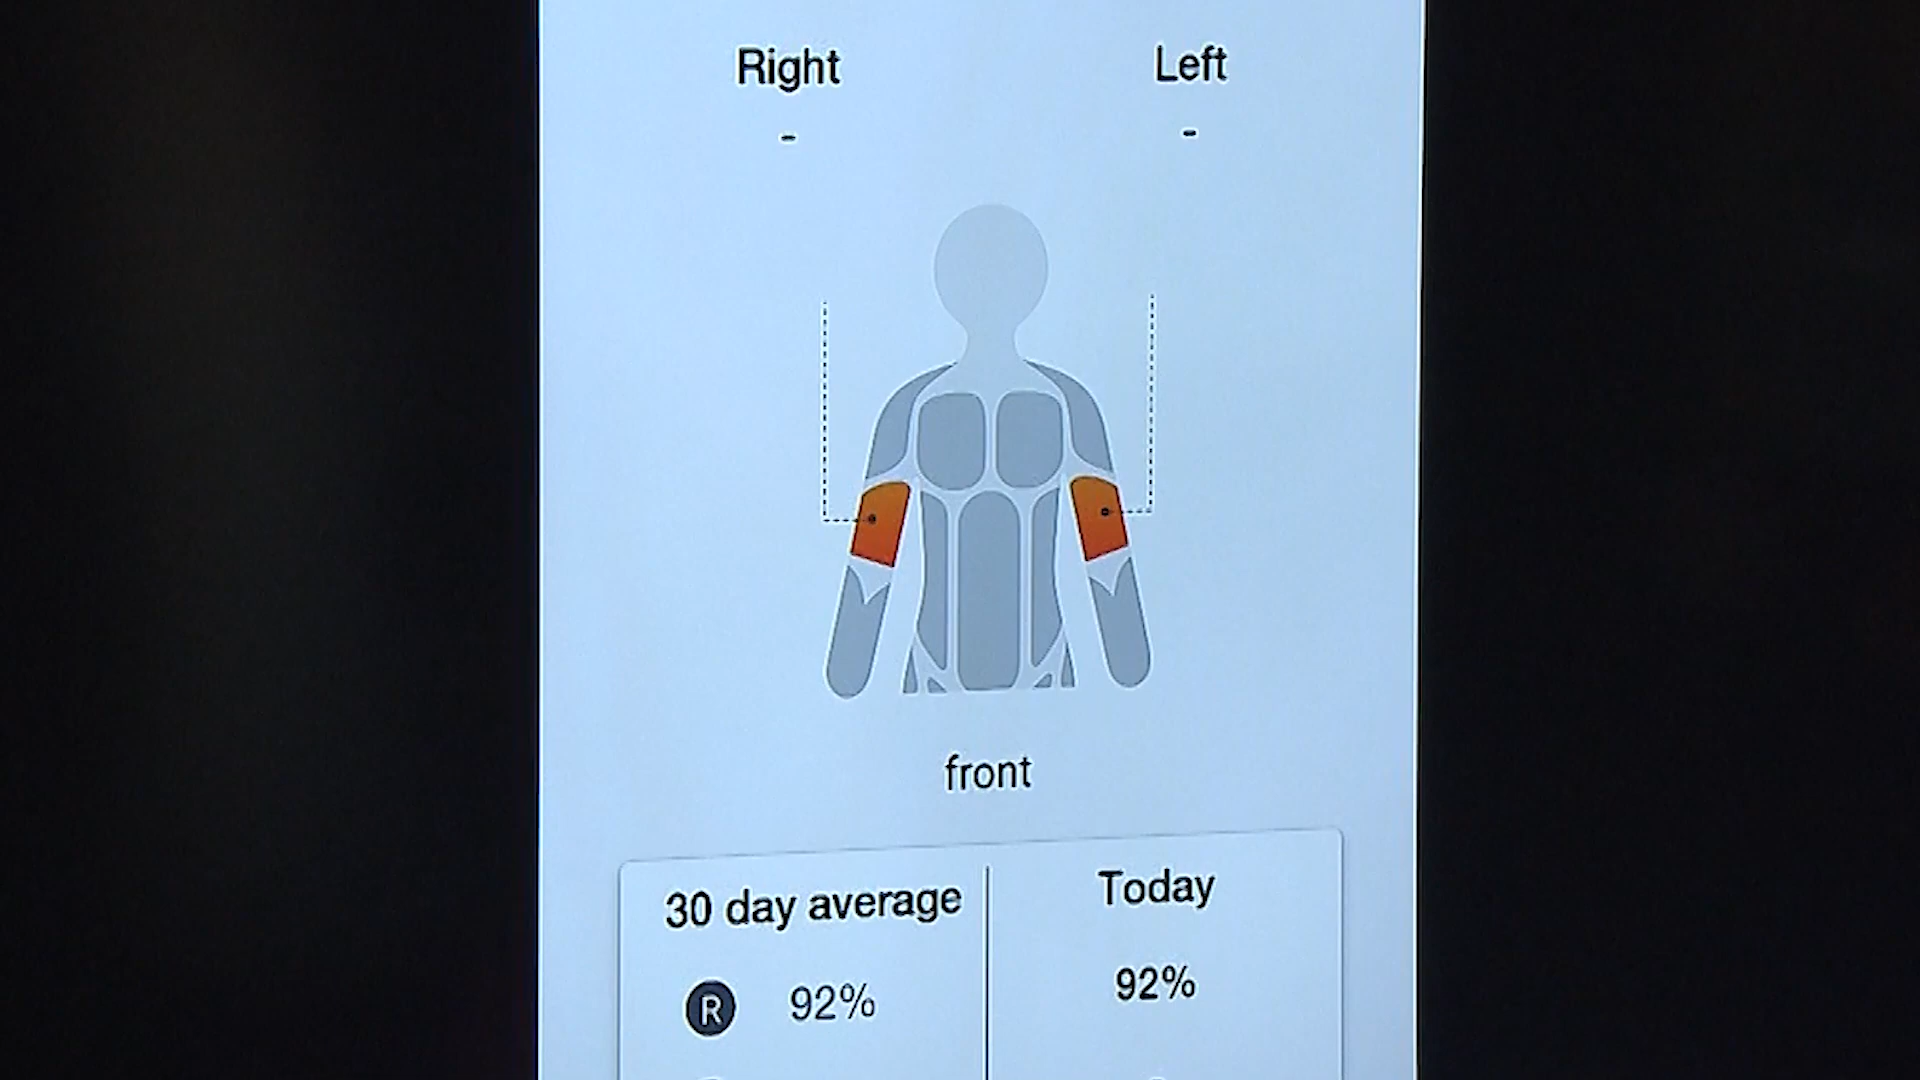 Right Left
- -
front
30 day average Today
R 92% 92%